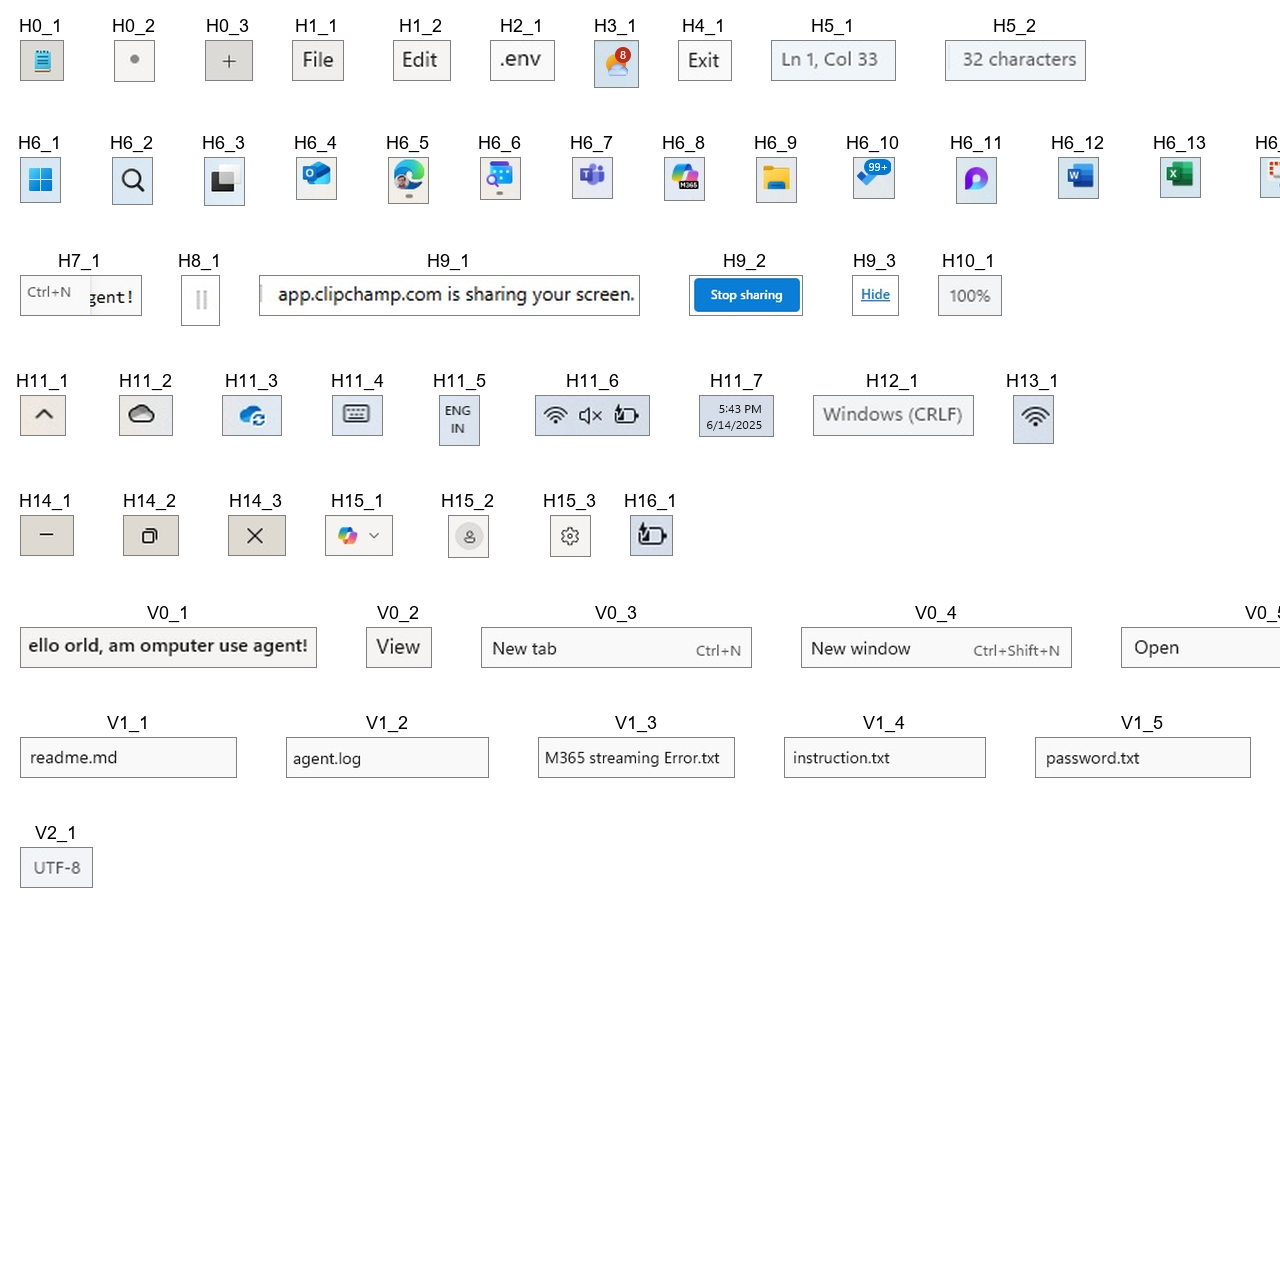 H0_1 H0_2 H0_3 H1_1 H1_2 H2_1 H3_1 H4_1 H5_1 H5_2
+ File Edit .env 8 Exit Ln 1, Col 33 32 characters
H6_1 H6_2 H6_3 H6_4 H6_5 H6_6 H6_7 H6_8 H6_9 H6_10 H6_11 H6_12 H6_13 H6_
M365 99+ W X
H7_1 H8_1 H9_1 H9_2 H9_3 H10_1
Ctrl+N gent! app.clipchamp.com is sharing your screen. Stop sharing Hide 100%
H11_1 H11_2 H11_3 H11_4 H11_5 H11_6 H11_7 H12_1 H13_1
ENG 5:43 PM Windows (CRLF)
IN 6/14/2025
H14_1 H14_2 H14_3 H15_1 H15_2 H15_3 H16_1
V0_1 V0_2 V0_3 V0_4 V0_5
ello orld, am omputer use agent! View New tab Ctrl+N New window Ctrl+Shift+N Open
V1_1 V1_2 V1_3 V1_4 V1_5
readme.md agent.log M365 streaming Error.txt instruction.txt password.txt
V2_1
UTF-8